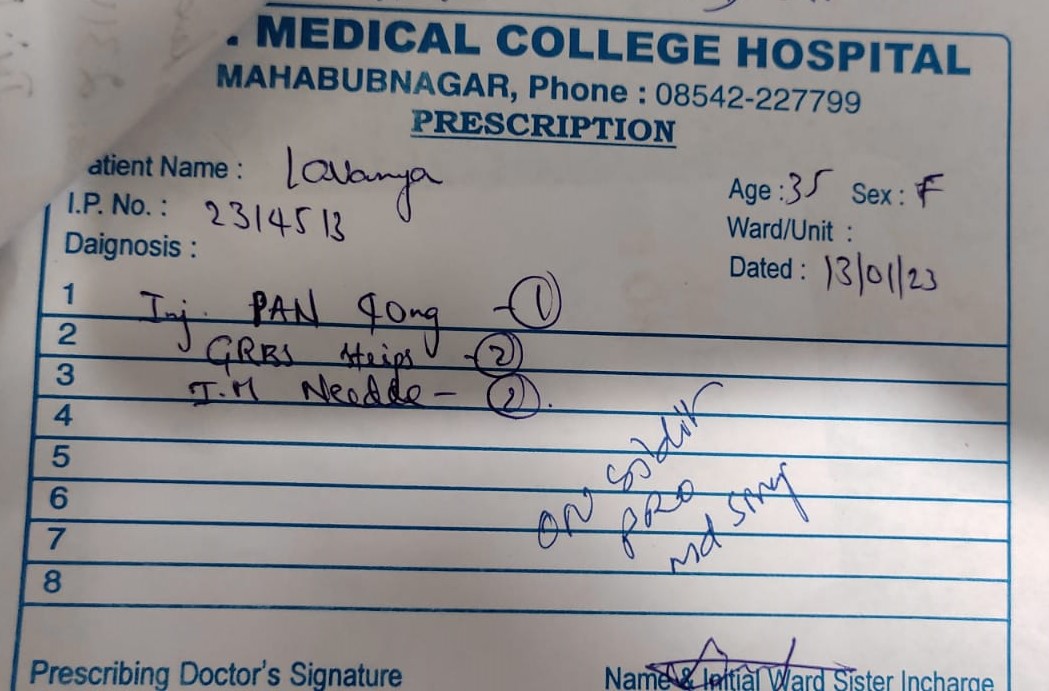 . MEDICAL COLLEGE HOSPITAL
MAHABUBNAGAR, Phone : 08542-227799
PRESCRIPTION
atient Name : Lavanya
Age : 35 Sex : F
I.P. No. : 2314513
Ward/Unit :
Daignosis :
Dated : 13/01/23
1 Inj. PAN 40mg - 1
2 GRBS strips - 2
3 I.M Needle - 2.
4
5
6
7
8
ON
PRO
md
Prescribing Doctor's Signature
Name & Initial Ward Sister Incharge